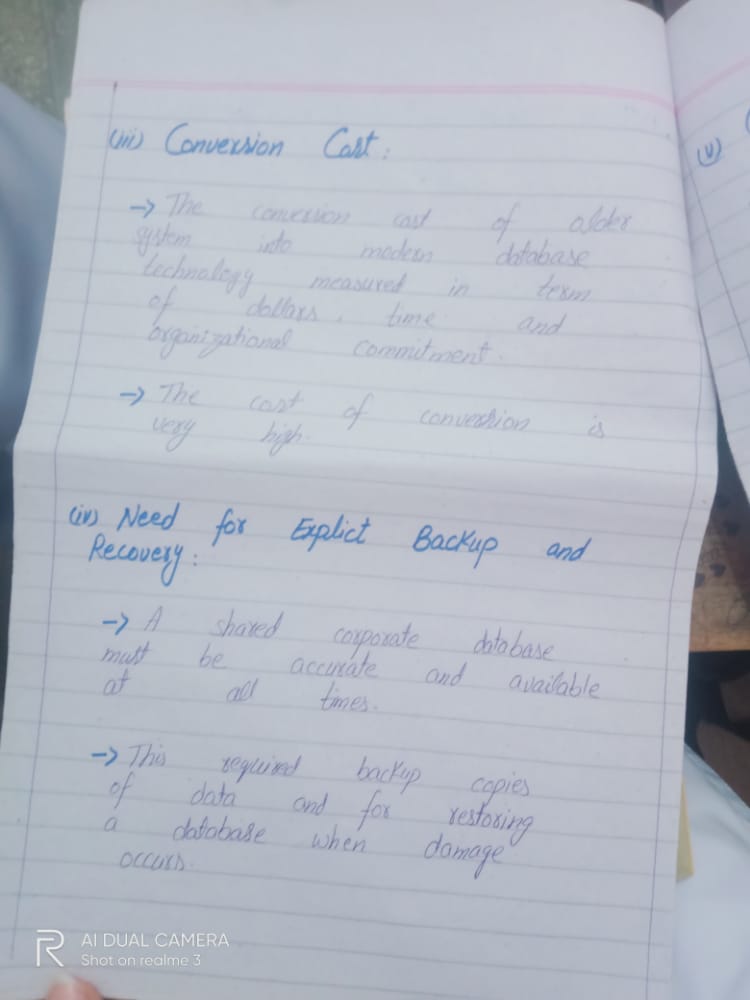 (iii) Conversion Cost:
→ The conversion cost of older
system into modern database
technology measured in term
of dollars, time and
organizational commitment.
→ The cost of conversion is
very high.
(iv) Need for Explict Backup and
Recovery:
→ A shared corporate database
must be accurate and available
at all times.
→ This required backup copies
of data and for restoring
a database when damage
occurs.
(v)
R AI DUAL CAMERA
Shot on realme 3